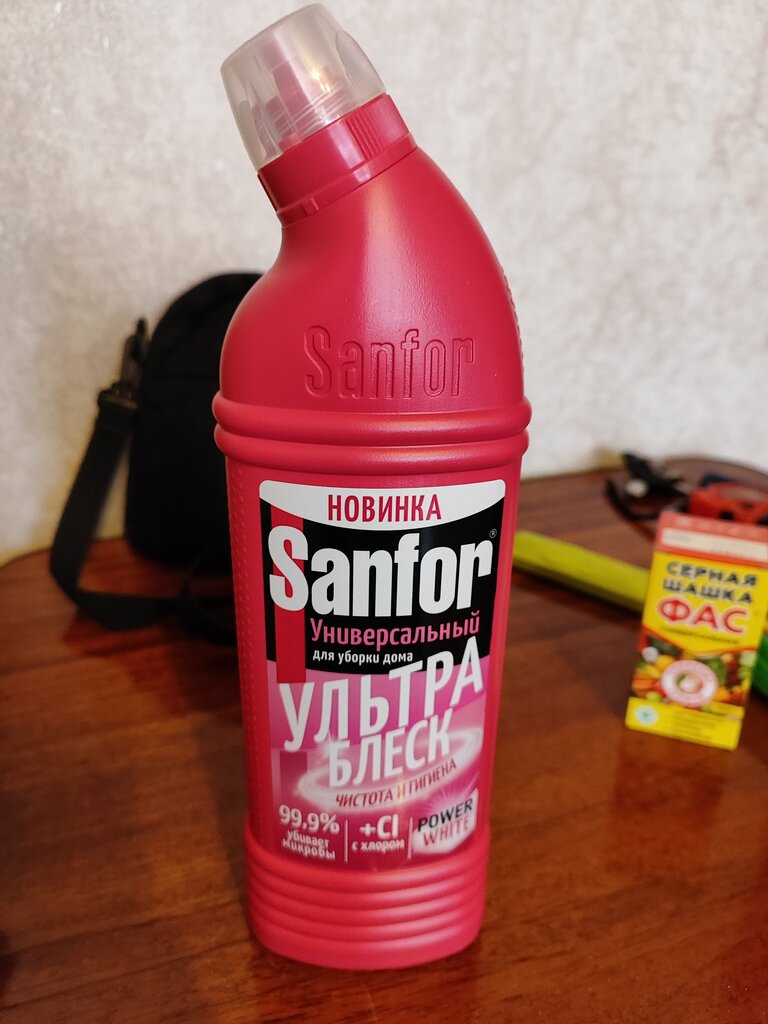 Sanfor
НОВИНКА
Sanfor®
Универсальный
для уборки дома
УЛЬТРА
БЛЕСК
ЧИСТОТА И ГИГИЕНА
99.9%
убивает
микробы
+Cl
с хлором
POWER
WHITE
СЕРНАЯ
ШАШКА
ФАС